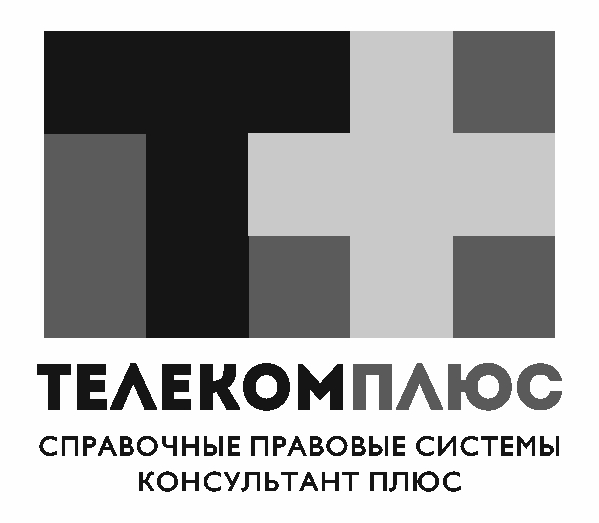 Т+
ТЕЛЕКОМПЛЮС
СПРАВОЧНЫЕ ПРАВОВЫЕ СИСТЕМЫ
КОНСУЛЬТАНТ ПЛЮС